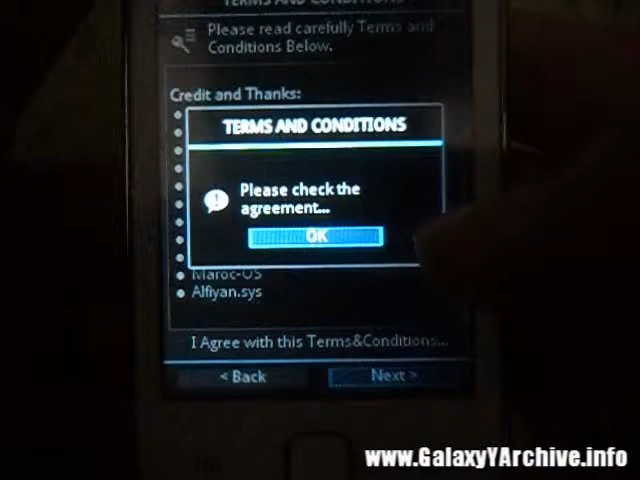 TERMS AND CONDITIONS
Please read carefully Terms and
Conditions Below.
Credit and Thanks:
TERMS AND CONDITIONS
Please check the
agreement...
OK
Maroc-OS
Alfiyan.sys
I Agree with this Terms&Conditions...
< Back
Next >
www.GalaxyYArchive.info